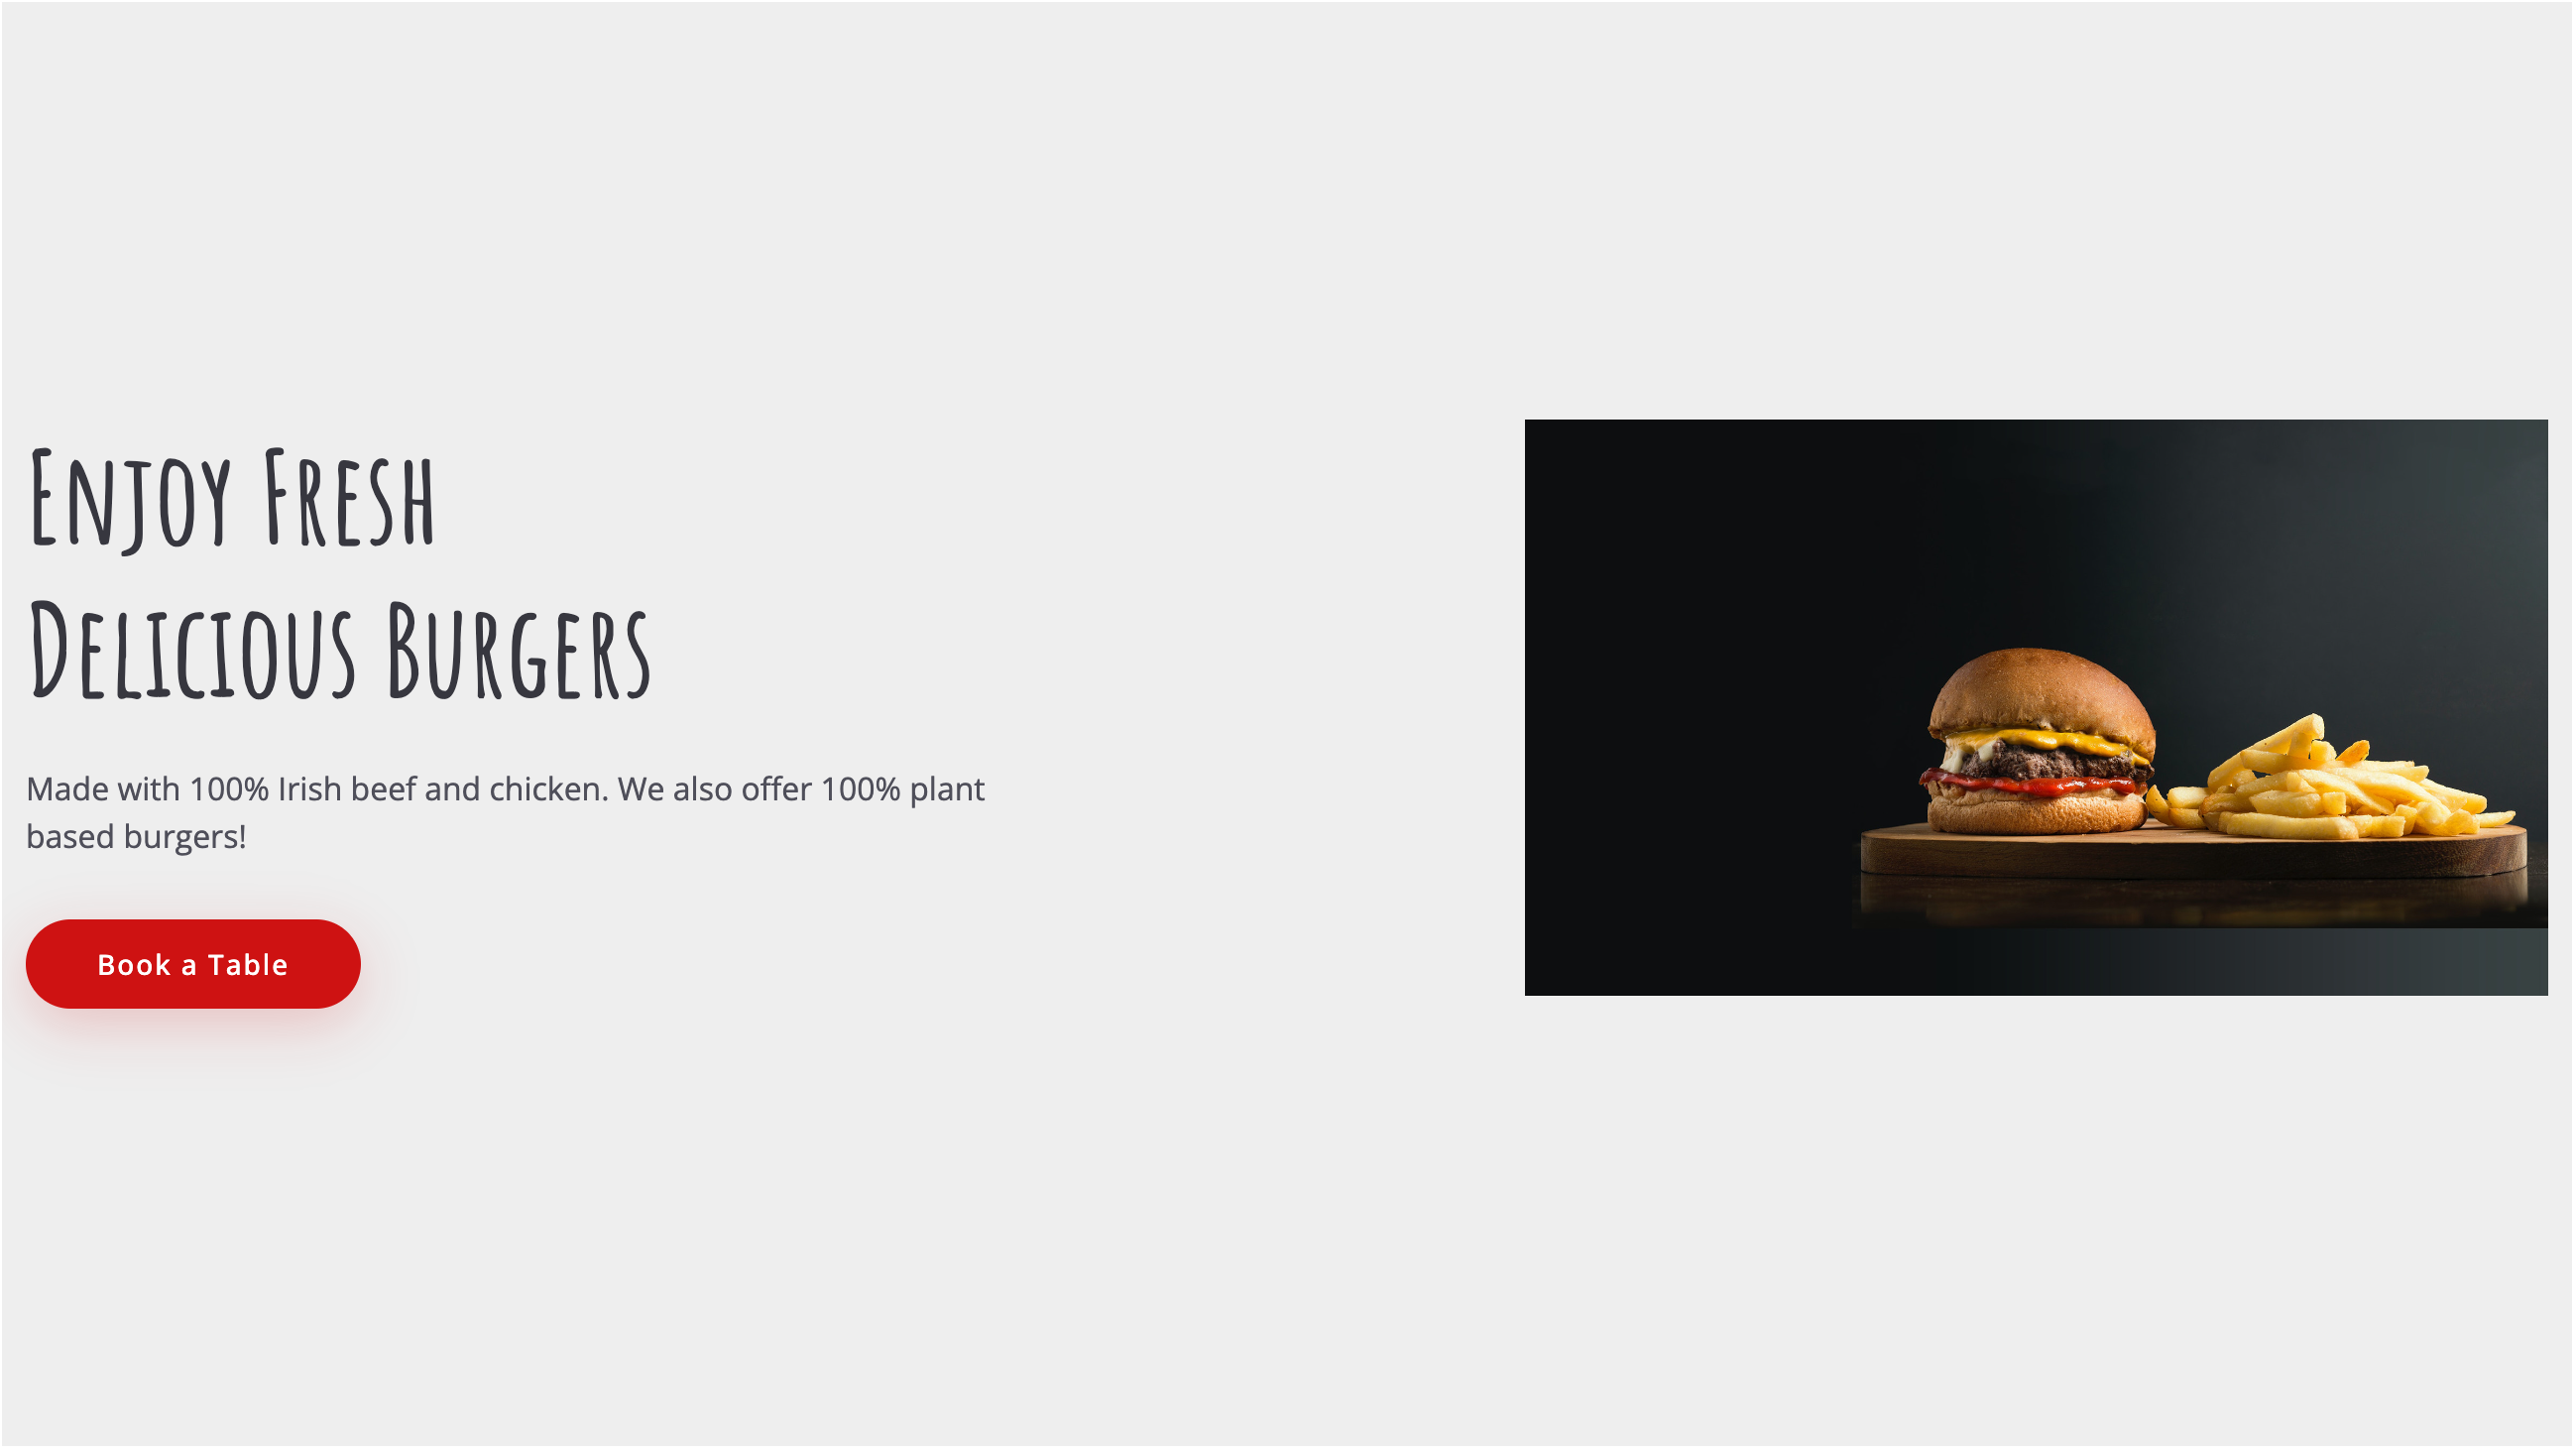 Enjoy Fresh
Delicious Burgers
Made with 100% Irish beef and chicken. We also offer 100% plant
based burgers!
Book a Table